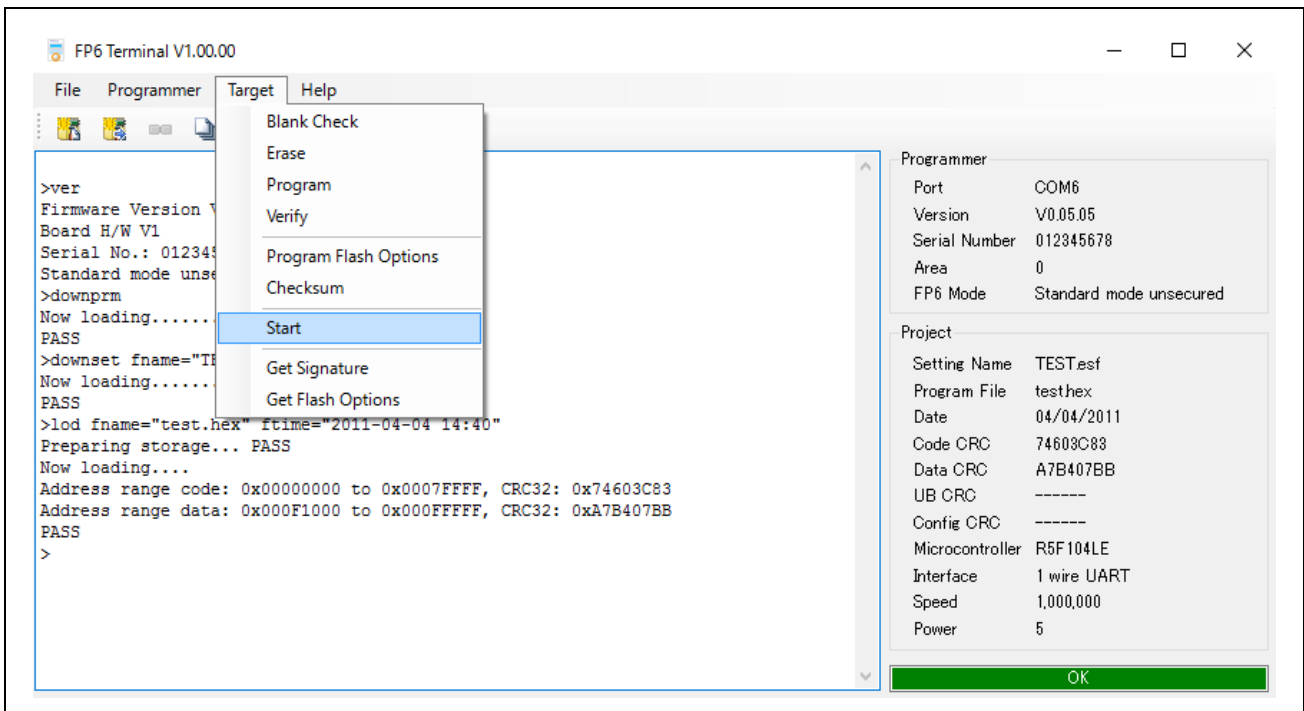 FP6 Terminal V1.00.00
File Programmer Target Help
Blank Check
Erase
Program
Verify
Program Flash Options
Checksum
Start
Get Signature
Get Flash Options
>ver
Firmware Version
Board H/W V1
Serial No.: 012345
Standard mode unse
>downprm
Now loading.......
PASS
>downset fname="TE
Now loading.......
PASS
>lod fname="test.hex" ftime="2011-04-04 14:40"
Preparing storage... PASS
Now loading....
Address range code: 0x00000000 to 0x0007FFFF, CRC32: 0x74603C83
Address range data: 0x000F1000 to 0x000FFFFF, CRC32: 0xA7B407BB
PASS
>
Programmer
Port COM6
Version V0.05.05
Serial Number 012345678
Area 0
FP6 Mode Standard mode unsecured
Project
Setting Name TEST.esf
Program File test.hex
Date 04/04/2011
Code CRC 74603C83
Data CRC A7B407BB
UB CRC ------
Config CRC ------
Microcontroller R5F104LE
Interface 1 wire UART
Speed 1,000,000
Power 5
OK